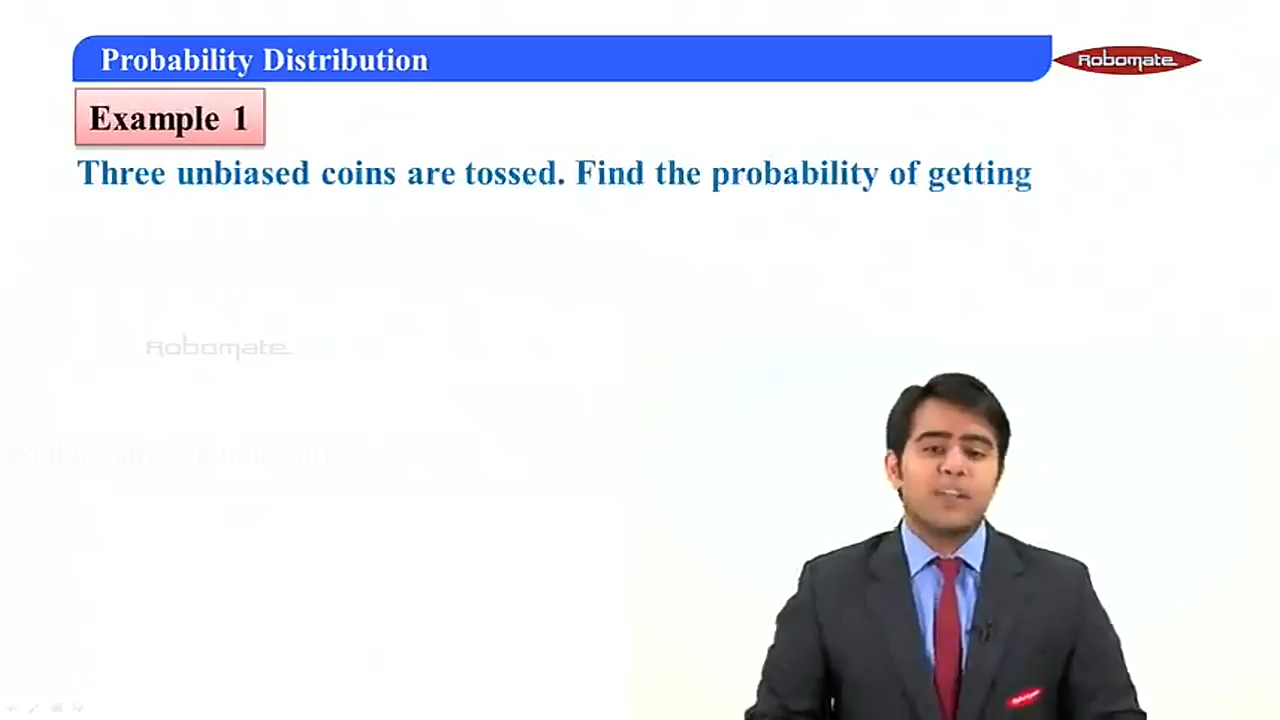 Probability Distribution
Robomate
Example 1
Three unbiased coins are tossed. Find the probability of getting
Robomate